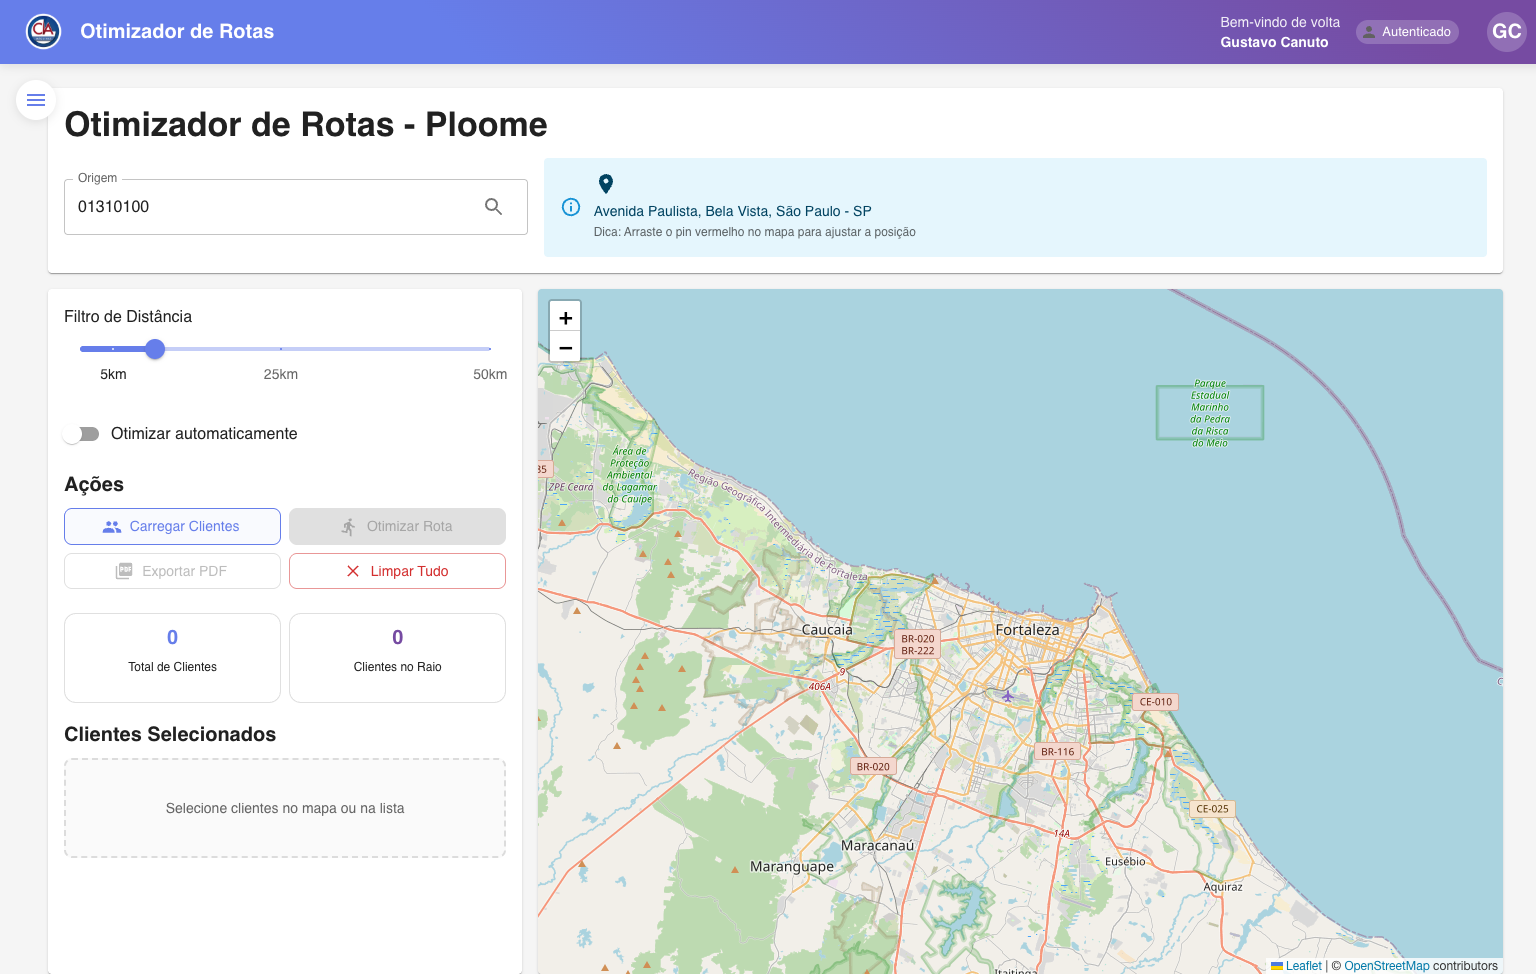 CA
Otimizador de Rotas
Bem-vindo de volta
Gustavo Canuto
Autenticado
GC
Otimizador de Rotas - Ploome
Origem
01310100
Avenida Paulista, Bela Vista, São Paulo - SP
Dica: Arraste o pin vermelho no mapa para ajustar a posição
Filtro de Distância
5km
25km
50km
Otimizar automaticamente
Ações
Carregar Clientes
Otimizar Rota
PDF
Exportar PDF
Limpar Tudo
0
Total de Clientes
0
Clientes no Raio
Clientes Selecionados
Selecione clientes no mapa ou na lista
+
−
Parque
Estadual
Marinho
da Pedra
da Risca
do Meio
Área de
Proteção
Ambiental
do Lagamar
do Cauipe
85
ZPE Ceará
Região Geográfica Intermediária de Fortaleza
Caucaia
Fortaleza
BR-020
BR-222
9
406A
CE-010
BR-116
BR-020
CE-025
14A
Maracanaú
Maranguape
Eusébio
Aquiraz
Itaitinga
Leaflet | © OpenStreetMap contributors